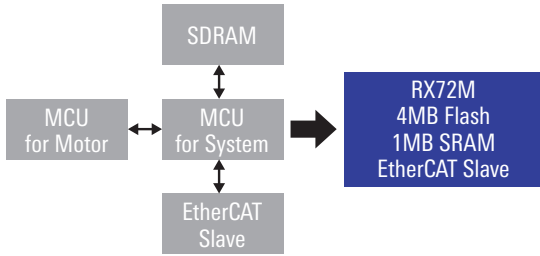 SDRAM
MCU
for Motor
MCU
for System
EtherCAT
Slave
RX72M
4MB Flash
1MB SRAM
EtherCAT Slave